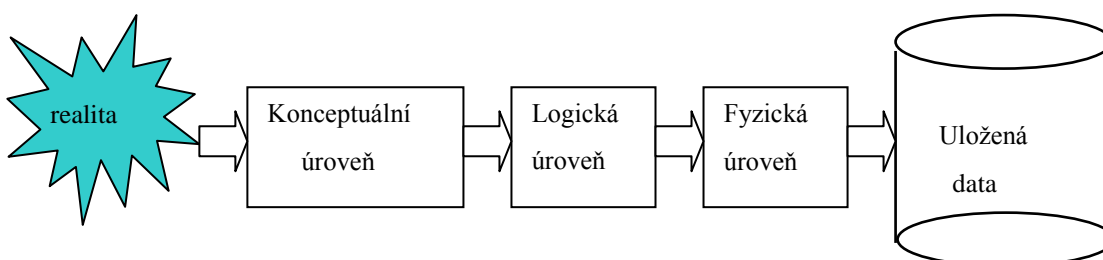 realita
Konceptuální
úroveň
Logická
úroveň
Fyzická
úroveň
Uložená
data